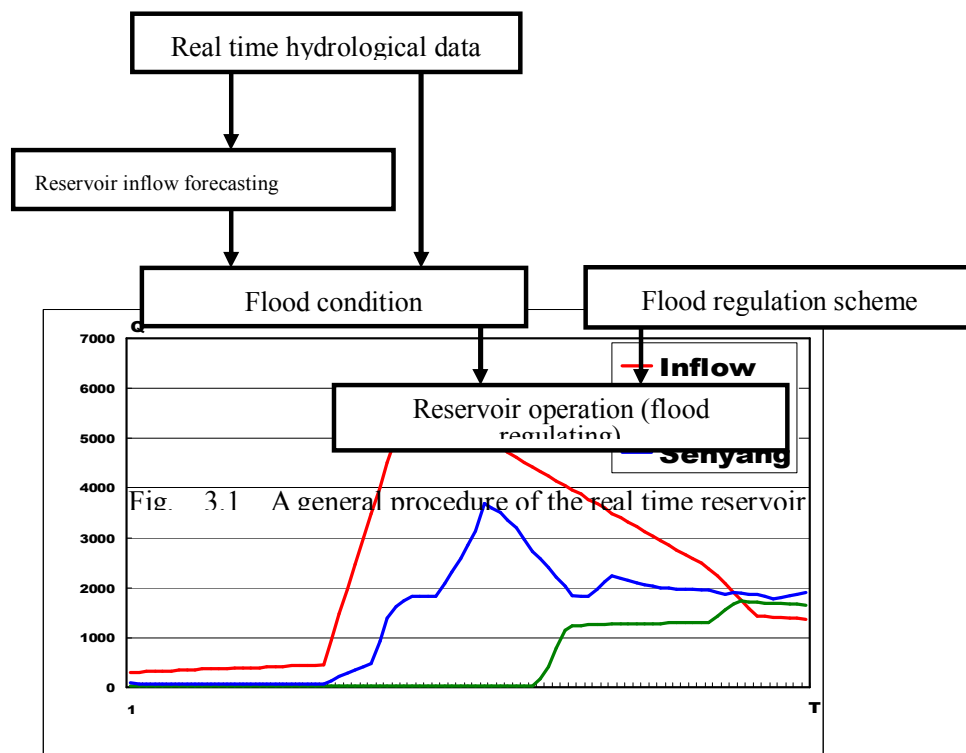 Real time hydrological data
Reservoir inflow forecasting
Flood condition
Flood regulation scheme
Q
7000
6000
5000
4000
3000
2000
1000
0
Inflow
Reservoir operation (flood
regulating)
Senyang
Fig. 3.1 A general procedure of the real time reservoir
1
T